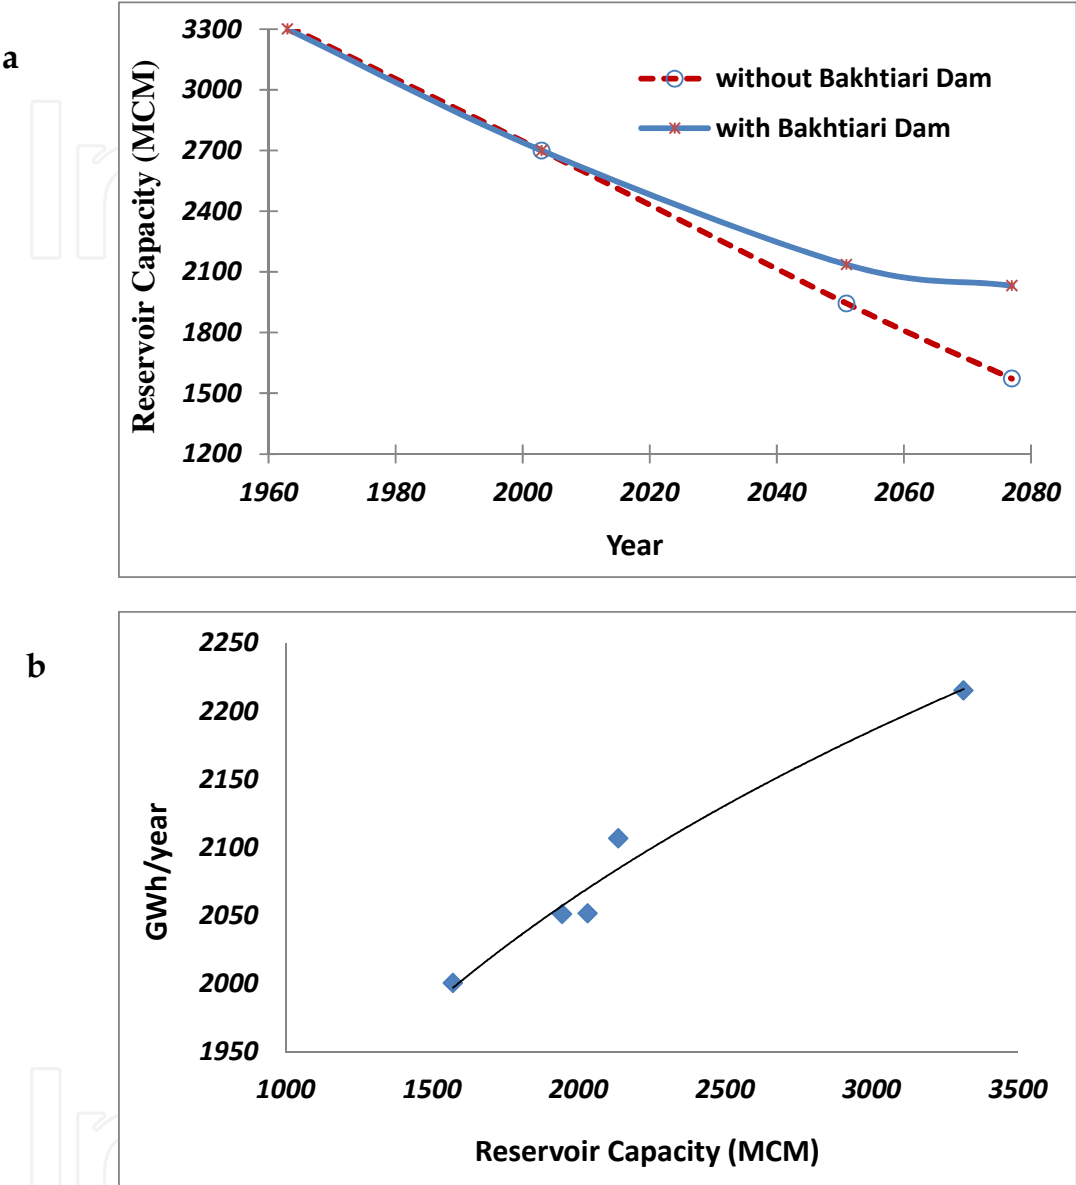 a
3300
3000
2700
2400
2100
1800
1500
1200
Reservoir Capacity (MCM)
without Bakhtiari Dam
with Bakhtiari Dam
1960 1980 2000 2020 2040 2060 2080
Year
b
2250
2200
2150
2100
2050
2000
1950
GWh/year
1000 1500 2000 2500 3000 3500
Reservoir Capacity (MCM)